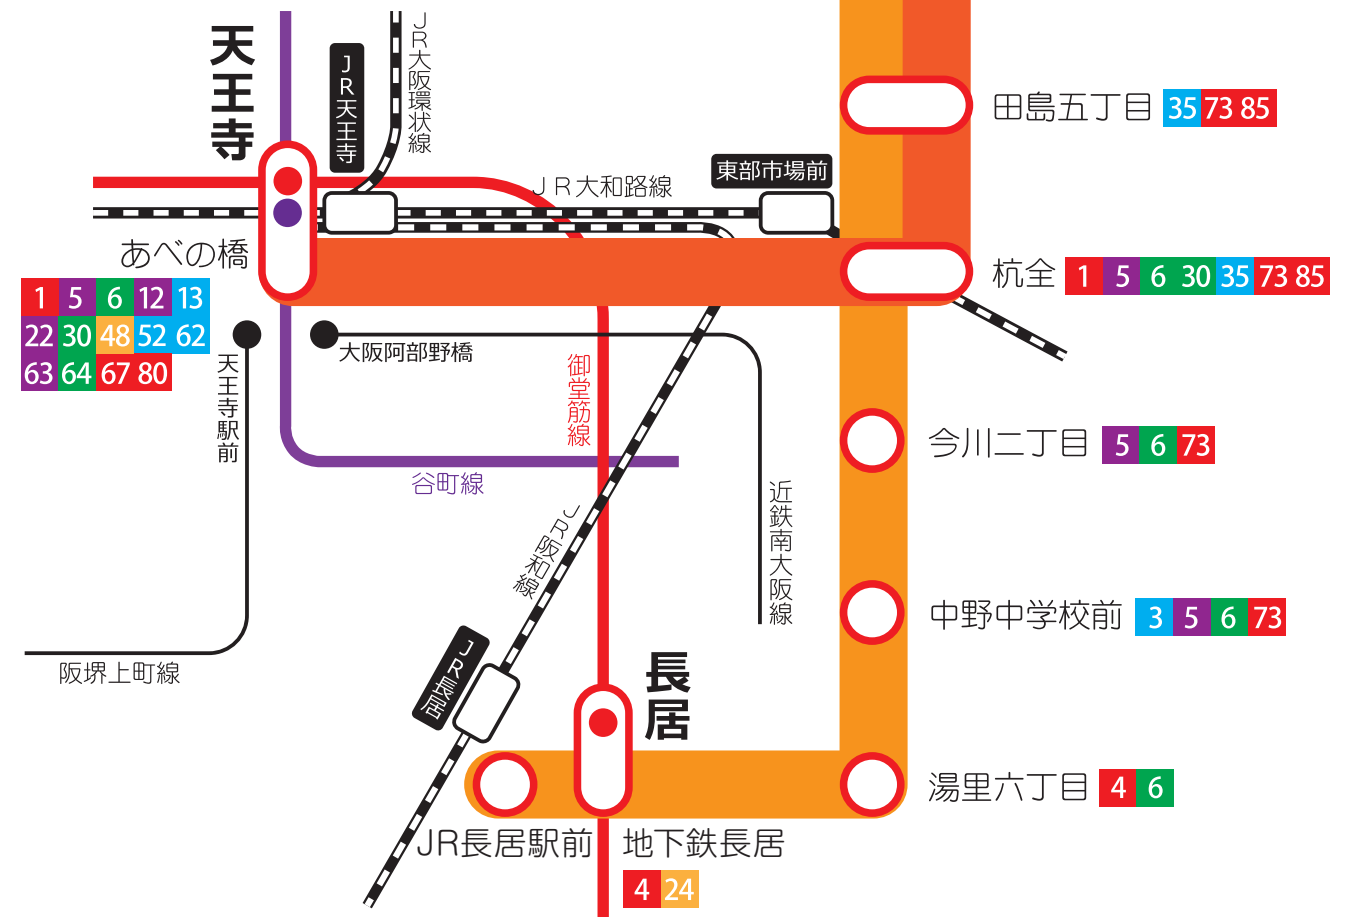 天王寺
JR天王寺
JR大阪環状線
田島五丁目
35 73 85
東部市場前
JR大和路線
あべの橋
1 5 6 12 13
22 30 48 52 62
63 64 67 80
杭全
1 5 6 30 35 73 85
大阪阿部野橋
天王寺駅前
御堂筋線
今川二丁目
5 6 73
谷町線
近鉄南大阪線
JR阪和線
中野中学校前
3 5 6 73
阪堺上町線
JR長居
長居
湯里六丁目
4 6
JR長居駅前
地下鉄長居
4 24